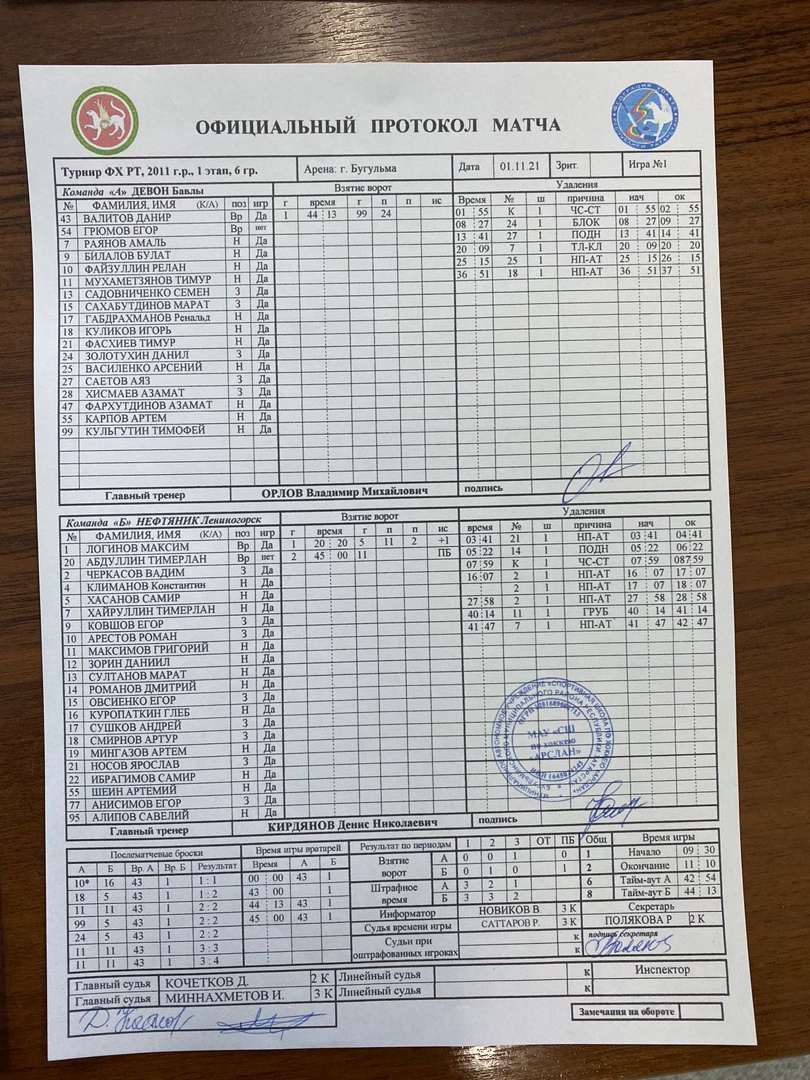 ОФИЦИАЛЬНЫЙ ПРОТОКОЛ МАТЧА
Турнир ФХ РТ, 2011 г.р., 1 этап, 6 гр. Арена: г. Бугульма Дата 01.11.21 Зрит. Игра №1
Команда «А» ДЕВОН Бавлы Взятие ворот Удаления
№ ФАМИЛИЯ, ИМЯ (К/А) поз игр г время г п п ис Время № ш причина нач ок
43 ВАЛИТОВ ДАНИР Вр Да 1 44 13 99 24 01 55 К 1 ЧС-СТ 01 55 02 55
54 ГРЮМОВ ЕГОР Вр нет 08 27 24 1 БЛОК 08 27 09 27
7 РАЯНОВ АМАЛЬ Н Да 13 41 27 1 ПОДН 13 41 14 41
9 БИЛАЛОВ БУЛАТ Н Да 20 09 7 1 ТЛ-КЛ 20 09 20 20
10 ФАЙЗУЛЛИН РЕЛАН Н Да 25 15 25 1 НП-АТ 25 15 26 15
11 МУХАМЕТЗЯНОВ ТИМУР Н Да 36 51 18 1 НП-АТ 36 51 37 51
13 САДОВНИЧЕНКО СЕМЕН З Да
15 САХАБУТДИНОВ МАРАТ З Да
17 ГАБДРАХМАНОВ Ренальд Н Да
18 КУЛИКОВ ИГОРЬ Н Да
21 ФАСХИЕВ ТИМУР Н Да
24 ЗОЛОТУХИН ДАНИЛ З Да
25 ВАСИЛЕНКО АРСЕНИЙ Н Да
27 САЕТОВ АЯЗ З Да
28 ХИСМАЕВ АЗАМАТ З Да
47 ФАРХУТДИНОВ АЗАМАТ Н Да
55 КАРПОВ АРТЕМ Н Да
99 КУЛЬГУТИН ТИМОФЕЙ Н Да
Главный тренер ОРЛОВ Владимир Михайлович подпись
Команда «Б» НЕФТЯНИК Лениногорск Взятие ворот Удаления
№ ФАМИЛИЯ, ИМЯ (К/А) поз игр г время г п п ис время № ш причина нач ок
1 ЛОГИНОВ МАКСИМ Вр Да 1 20 20 5 11 2 +1 03 41 21 1 НП-АТ 03 41 04 41
20 АБДУЛЛИН ТИМЕРЛАН Вр нет 2 45 00 11 ПБ 05 22 14 1 ПОДН 05 22 06 22
2 ЧЕРКАСОВ ВАДИМ З Да 07 59 К 1 ЧС-СТ 07 59 087 59
4 КЛИМАНОВ Константин Н Да 16 07 2 1 НП-АТ 16 07 17 07
5 ХАСАНОВ САМИР Н Да 2 1 НП-АТ 17 07 18 07
7 ХАЙРУЛЛИН ТИМЕРЛАН Н Да 27 58 2 1 НП-АТ 27 58 28 58
9 КОВШОВ ЕГОР З Да 40 14 11 1 ГРУБ 40 14 41 14
10 АРЕСТОВ РОМАН З Да 41 47 7 1 НП-АТ 41 47 42 47
11 МАКСИМОВ ГРИГОРИЙ Н Да
12 ЗОРИН ДАНИИЛ Н Да
13 СУЛТАНОВ МАРАТ Н Да
14 РОМАНОВ ДМИТРИЙ Н Да
15 ОВСИЕНКО ЕГОР З Да
16 КУРОПАТКИН ГЛЕБ Н Да
17 СУШКОВ АНДРЕЙ З Да
18 СМИРНОВ АРТУР З Да
19 МИНГАЗОВ АРТЕМ Н Да
21 НОСОВ ЯРОСЛАВ З Да
22 ИБРАГИМОВ САМИР Н Да
55 ШЕИН АРТЕМИЙ Н Да
77 АНИСИМОВ ЕГОР З Да
95 АЛИПОВ САВЕЛИЙ Н Да
МАУ «СШ
по хоккею
«АРСЛАН»
Главный тренер КИРДЯНОВ Денис Николаевич подпись
Послематчевые броски Время игры вратарей Результат по периодам 1 2 3 ОТ ПБ Общ Время игры
А Б Вр. А Вр. Б Результат Время А Б
Взятие ворот А 0 0 1 0 1 Начало 09 30
Б 0 1 0 1 2 Окончание 11 10
Штрафное время А 3 2 1 6 Тайм-аут А 42 54
Б 3 3 2 8 Тайм-аут Б 44 13
10* 16 43 1 1 : 1 00 00 43 1
18 5 43 1 1 : 2 43 00 1
11 11 43 1 2 : 2 44 13 43 1
99 5 43 1 2 : 2 45 00 43 1
24 5 43 1 2 : 2
11 11 43 1 3 : 3
11 11 43 1 3 : 4
Информатор НОВИКОВ В. 3 К Секретарь
Судья времени игры САТТАРОВ Р. 3 К ПОЛЯКОВА Р 2 К
Судьи при оштрафованных игроках к к подпись секретаря
Главный судья КОЧЕТКОВ Д. 2 К Линейный судья к Инспектор
Главный судья МИННАХМЕТОВ И. 3 К Линейный судья к
Замечания на обороте